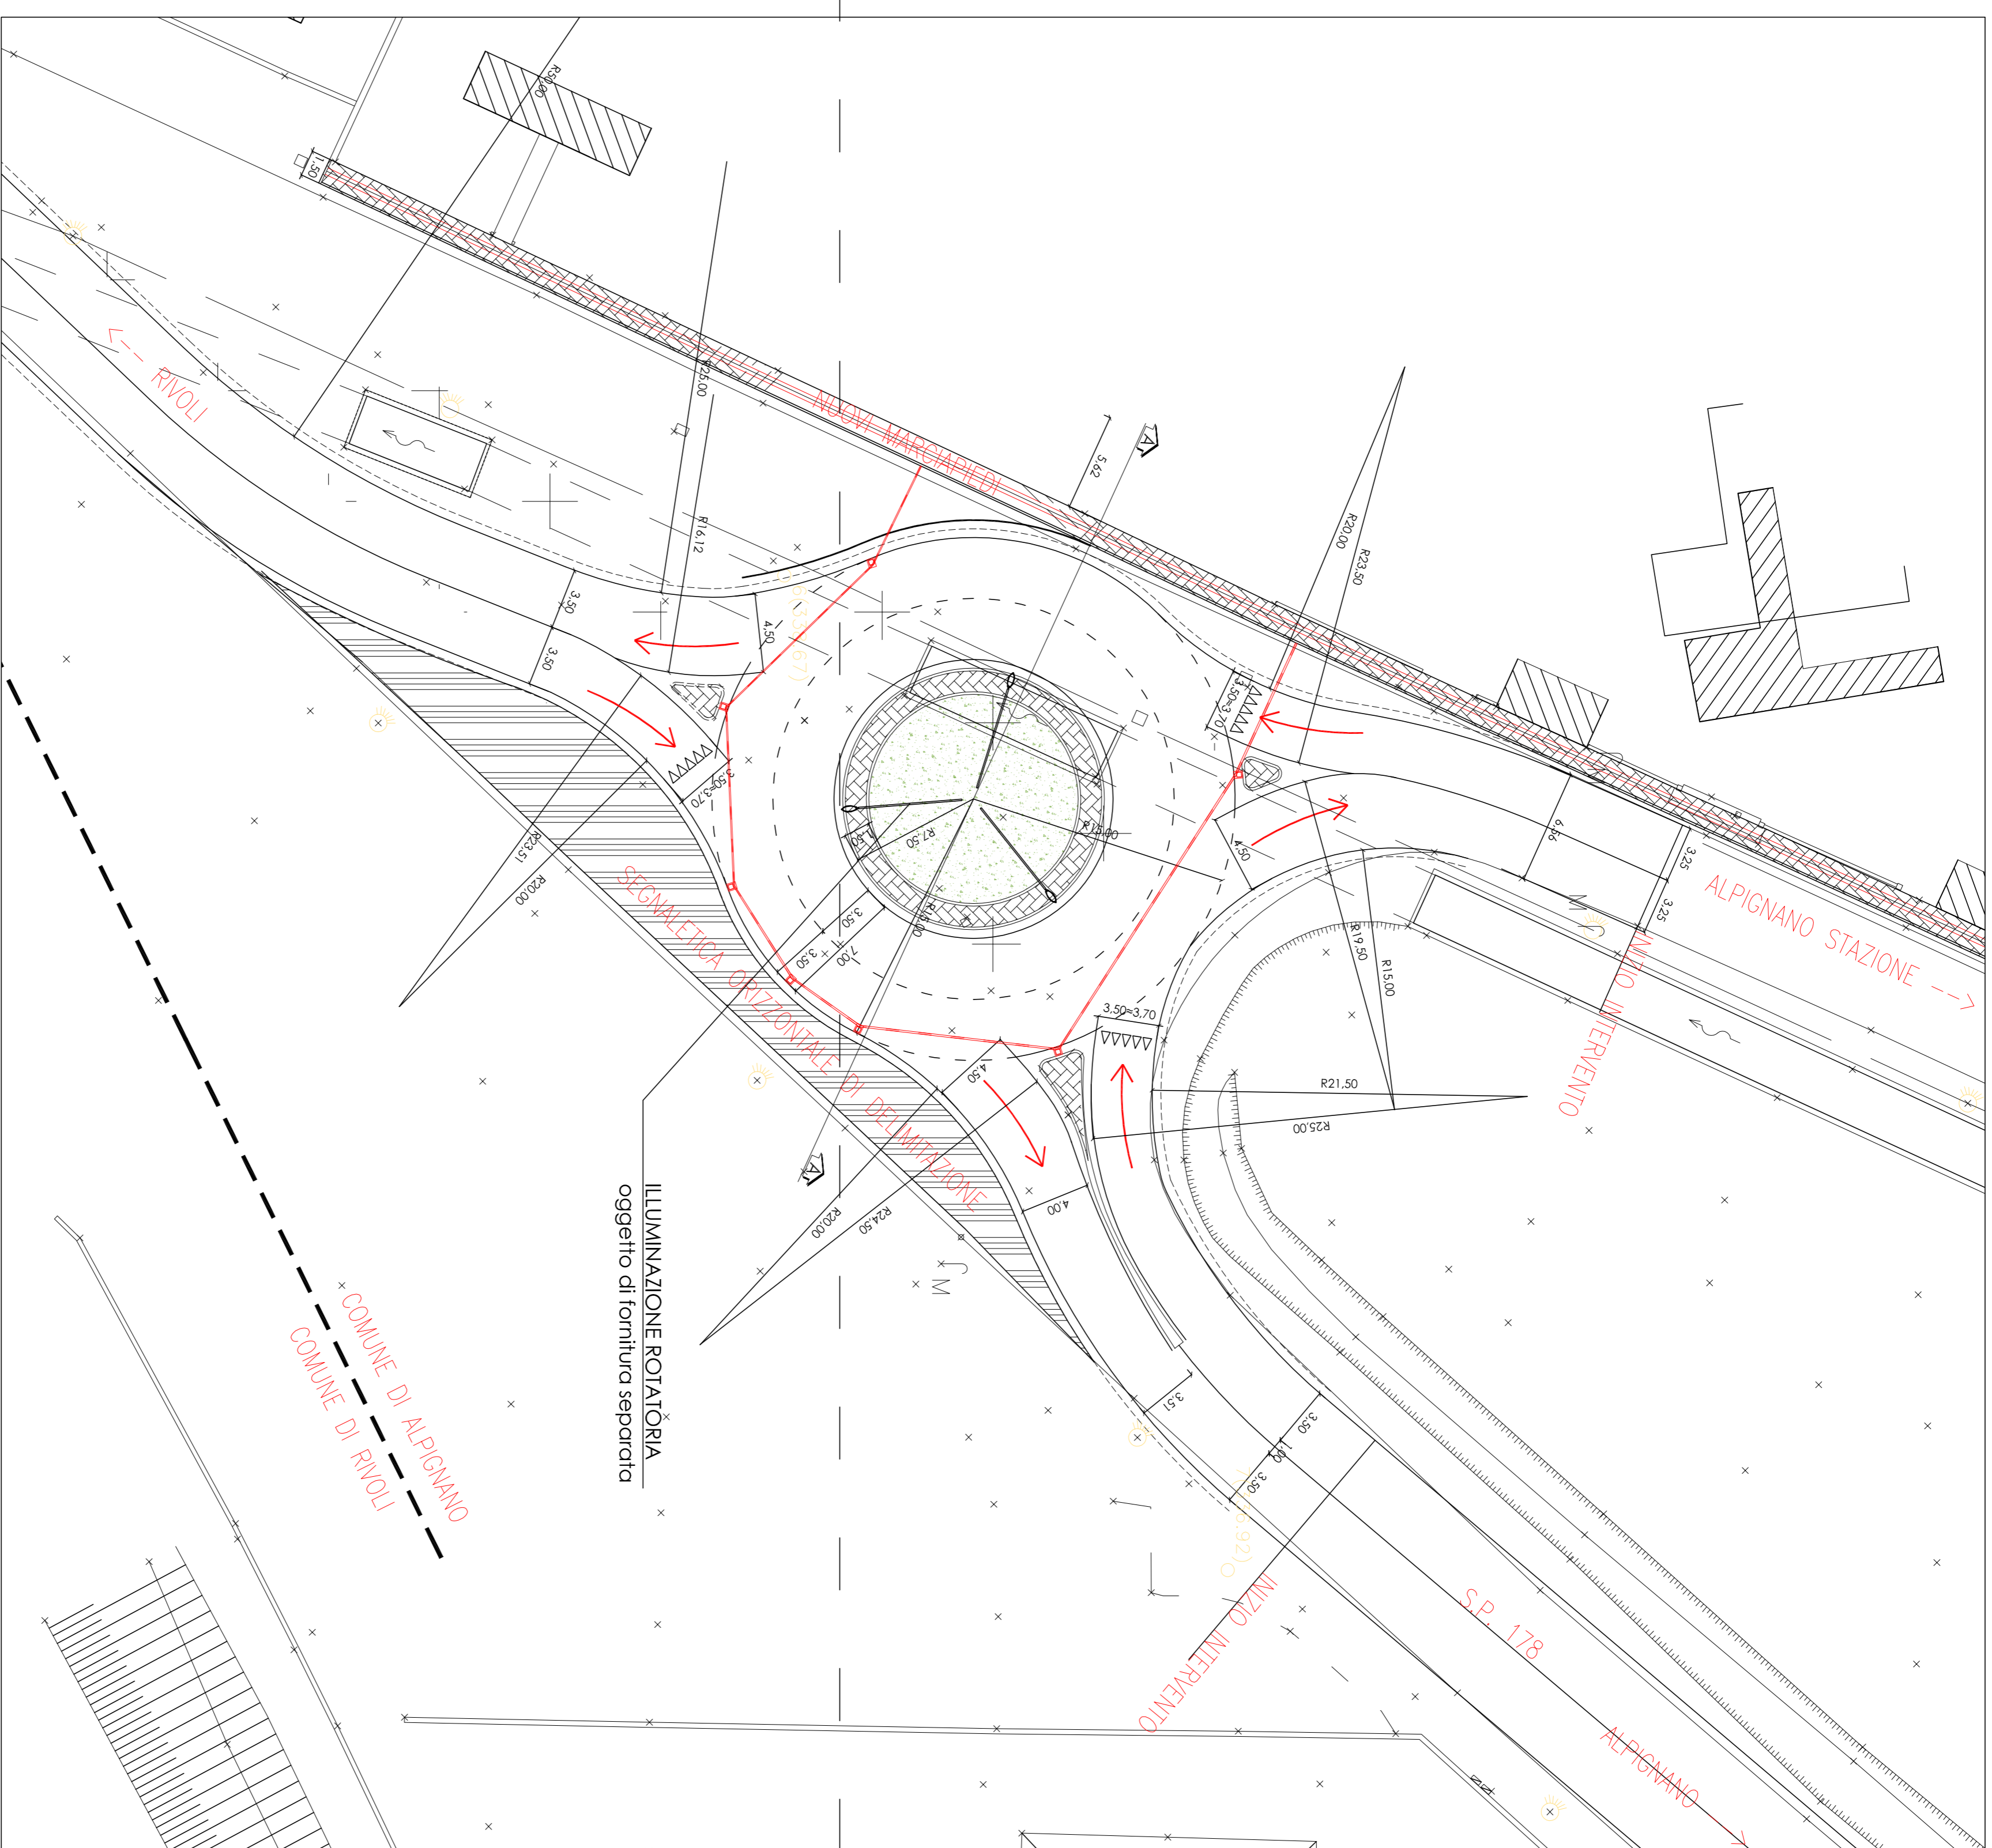 R50,00
1,50
<-- RIVOLI
R25,00
R16,12
NUOVI MARCIAPIEDI
5,62
A
R20,00
R23,50
3,50
3,50
4,50
3,50≈3,70
3,50≈3,70
R23,51
R20,00
1,50
R7,50
R15,00
R15,00
3,50
3,50
7,00
4,50
6,56
3,25
3,25
ALPIGNANO STAZIONE -->
INIZIO INTERVENTO
R19,50
R15,00
3,50≈3,70
R21,50
R25,00
SEGNALETICA ORIZZONTALE DI DELIMITAZIONE
4,50
4,00
R20,00
R24,50
A
ILLUMINAZIONE ROTATORIA
oggetto di fornitura separata
COMUNE DI ALPIGNANO
COMUNE DI RIVOLI
3,51
3,50
1,00
3,50
INIZIO INTERVENTO
S.P. 178
ALPIGNANO